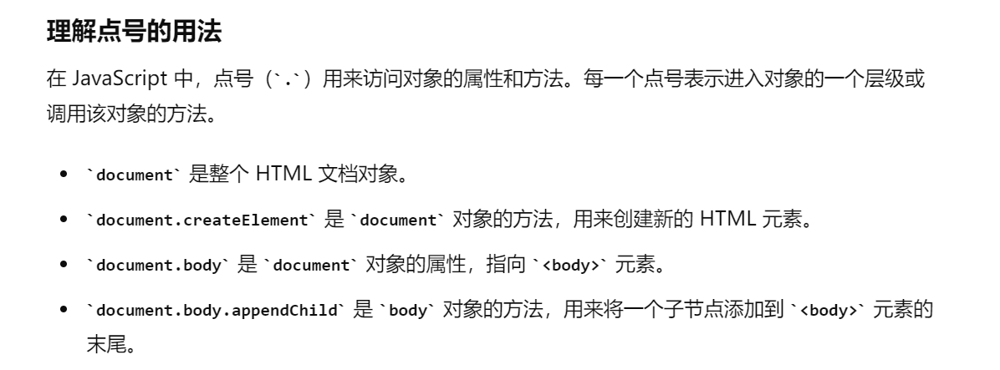 理解点号的用法
在 JavaScript 中，点号（`.`）用来访问对象的属性和方法。每一个点号表示进入对象的一个层级或
调用该对象的方法。
• `document` 是整个 HTML 文档对象。
• `document.createElement` 是 `document` 对象的方法，用来创建新的 HTML 元素。
• `document.body` 是 `document` 对象的属性，指向 `<body>` 元素。
• `document.body.appendChild` 是 `body` 对象的方法，用来将一个子节点添加到 `<body>` 元素的
末尾。